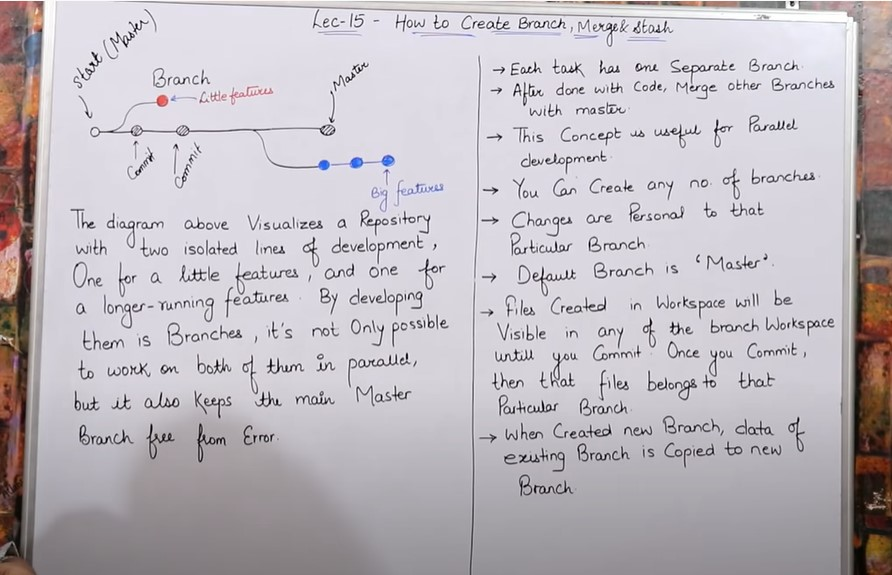 Lec-15 - How to Create Branch, Merge & Stash
Start (Master)
Branch
Little features
Master
Commit
Commit
Big features
The diagram above Visualizes a Repository
with two isolated lines of development,
One for a little features, and one for
a longer-running features. By developing
them is Branches, it's not Only possible
to work on both of them in parallel,
but it also Keeps the main Master
Branch free from Error.
→ Each task has one Separate Branch.
→ After done with Code, Merge other Branches
with master.
→ This Concept is useful for Parallel
development.
→ You Can Create any no. of branches.
→ Changes are Personal to that
Particular Branch.
→ Default Branch is 'Master'.
→ files Created in Workspace will be
Visible in any of the branch Workspace
untill you Commit. Once you Commit,
then that files belongs to that
Particular Branch.
→ When Created new Branch, data of
existing Branch is Copied to new
Branch.